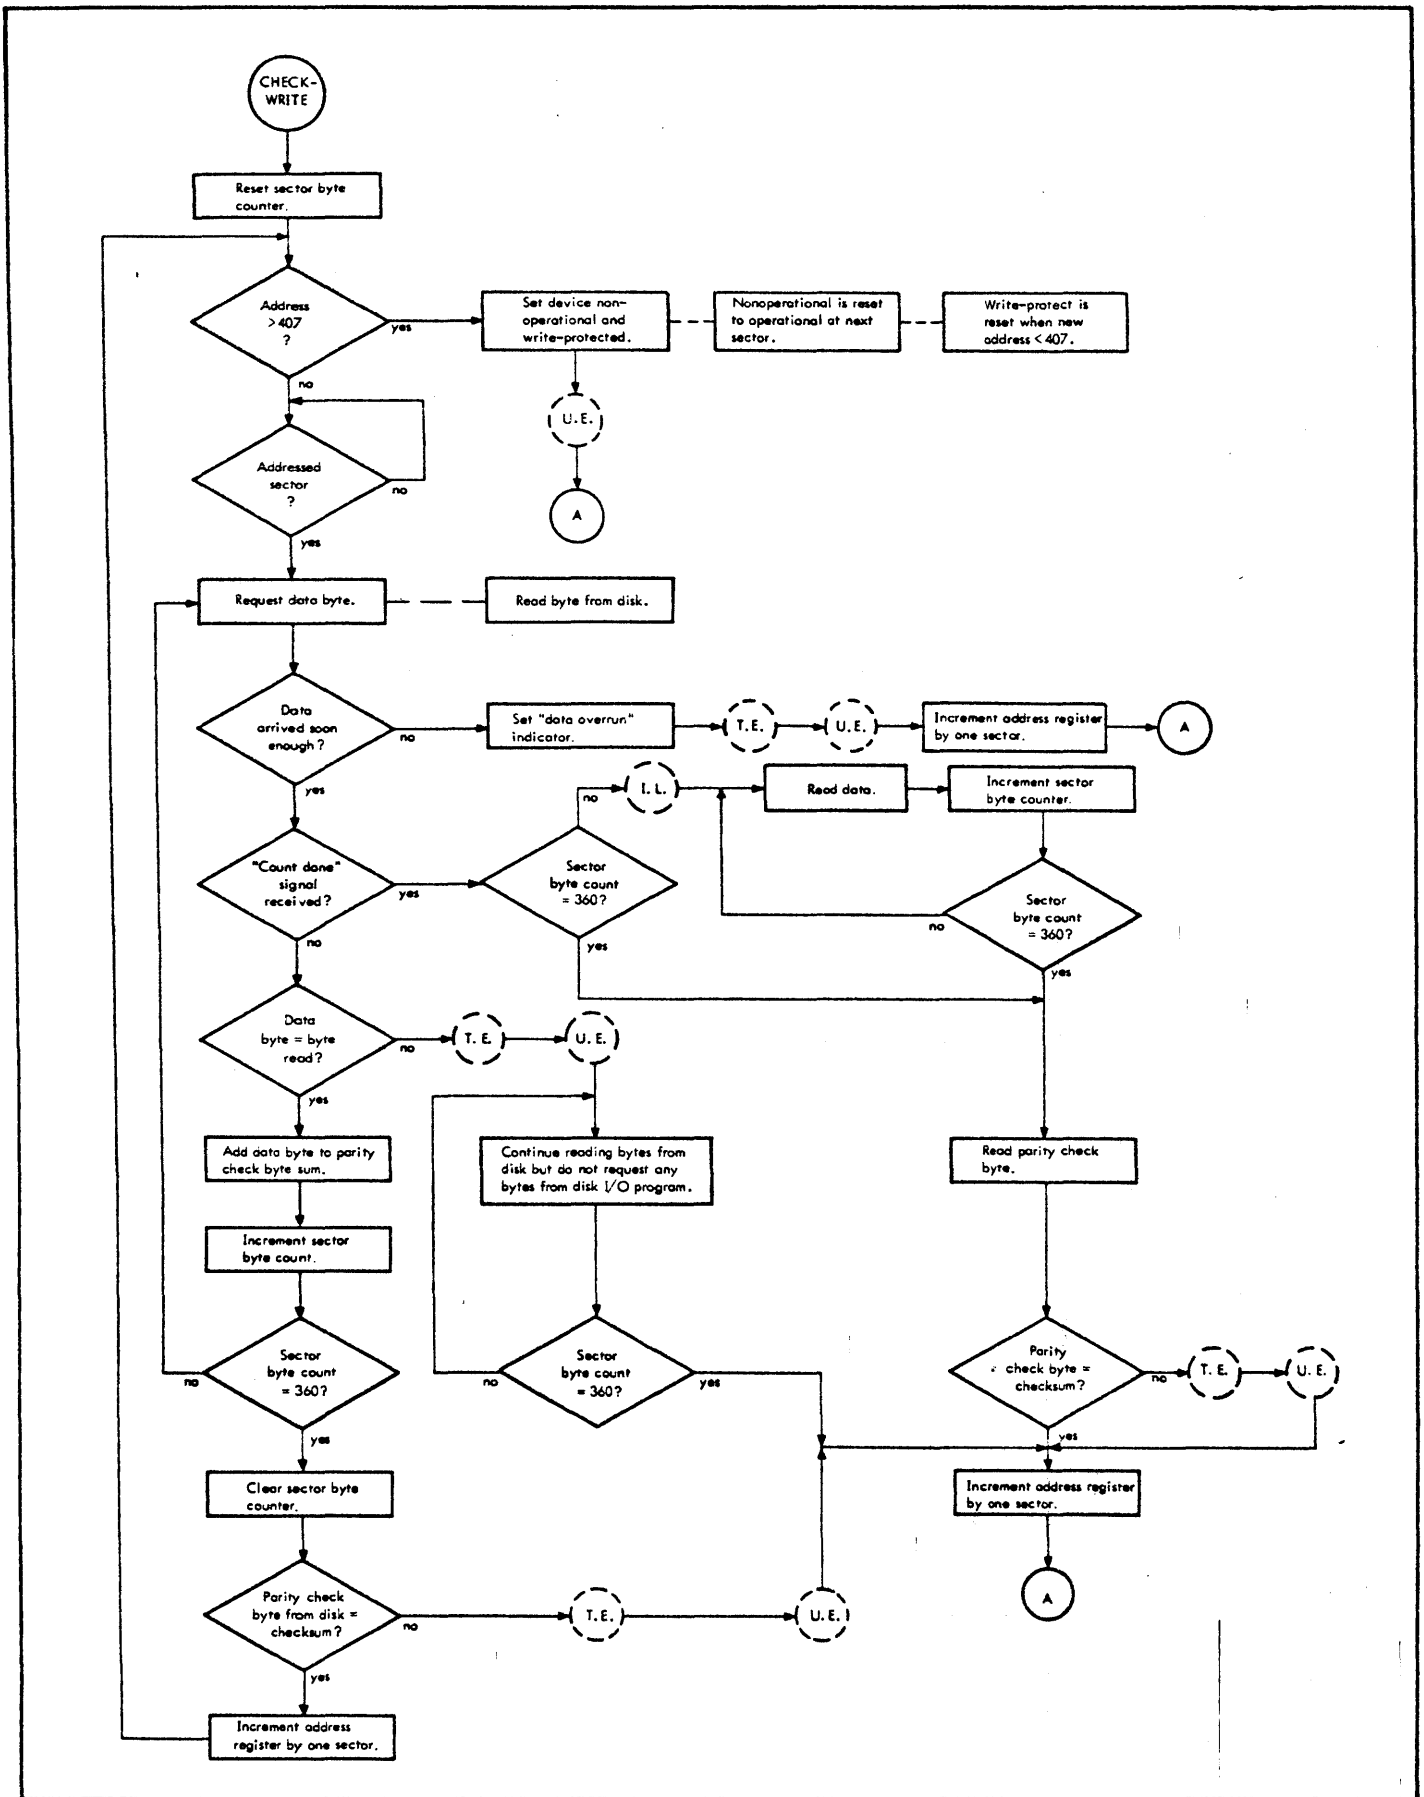 CHECK-
WRITE
Reset sector byte
counter.
Address
>407
?
yes
no
Set device non-
operational and
write-protected.
Nonoperational is reset
to operational at next
sector.
Write-protect is
reset when new
address < 407.
U.E.
A
Addressed
sector
?
no
yes
Request data byte.
Read byte from disk.
Data
arrived soon
enough?
no
yes
Set "data overrun"
indicator.
T.E.
U.E.
Increment address register
by one sector.
A
"Count done"
signal
received?
yes
no
Sector
byte count
= 360?
no
yes
I.L.
Read data.
Increment sector
byte counter.
Sector
byte count
= 360?
no
yes
Data
byte = byte
read?
no
yes
T.E.
U.E.
Add data byte to parity
check byte sum.
Continue reading bytes from
disk but do not request any
bytes from disk I/O program.
Read parity check
byte.
Increment sector
byte count.
Sector
byte count
= 360?
no
yes
Sector
byte count
= 360?
no
yes
Parity
check byte =
checksum?
no
yes
T.E.
U.E.
Clear sector byte
counter.
Increment address register
by one sector.
A
Parity check
byte from disk =
checksum?
no
yes
T.E.
U.E.
Increment address
register by one sector.